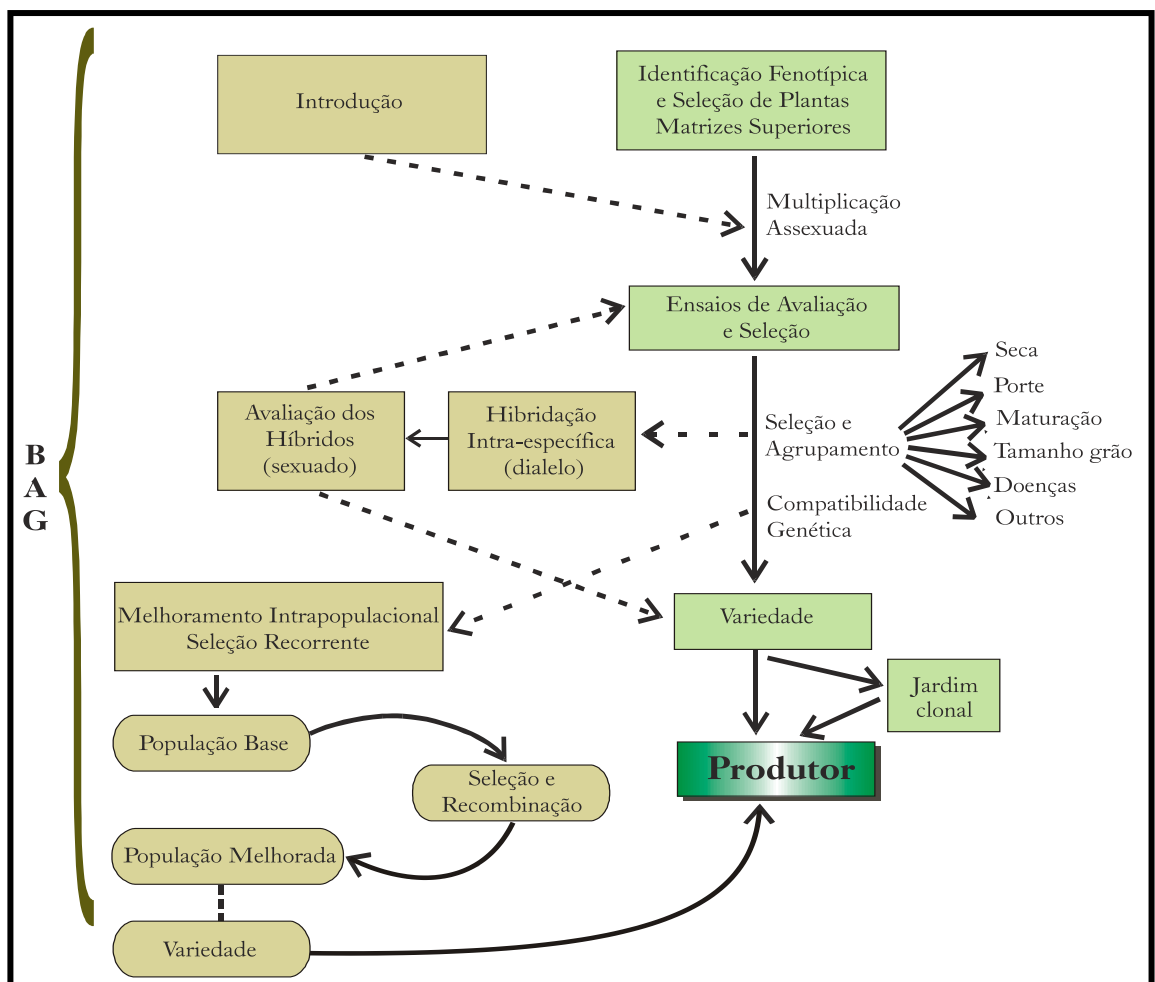 Introdução
Identificação Fenotípica
e Seleção de Plantas
Matrizes Superiores
Multiplicação
Assexuada
Ensaios de Avaliação
e Seleção
Avaliação dos
Híbridos
(sexuado)
Hibridação
Intra-específica
(dialelo)
Seleção e
Agrupamento
Seca
Porte
Maturação
Tamanho grão
Doenças
Outros
B
A
G
Compatibilidade
Genética
Melhoramento Intrapopulacional
Seleção Recorrente
Variedade
Jardim
clonal
População Base
Produtor
Seleção e
Recombinação
População Melhorada
Variedade